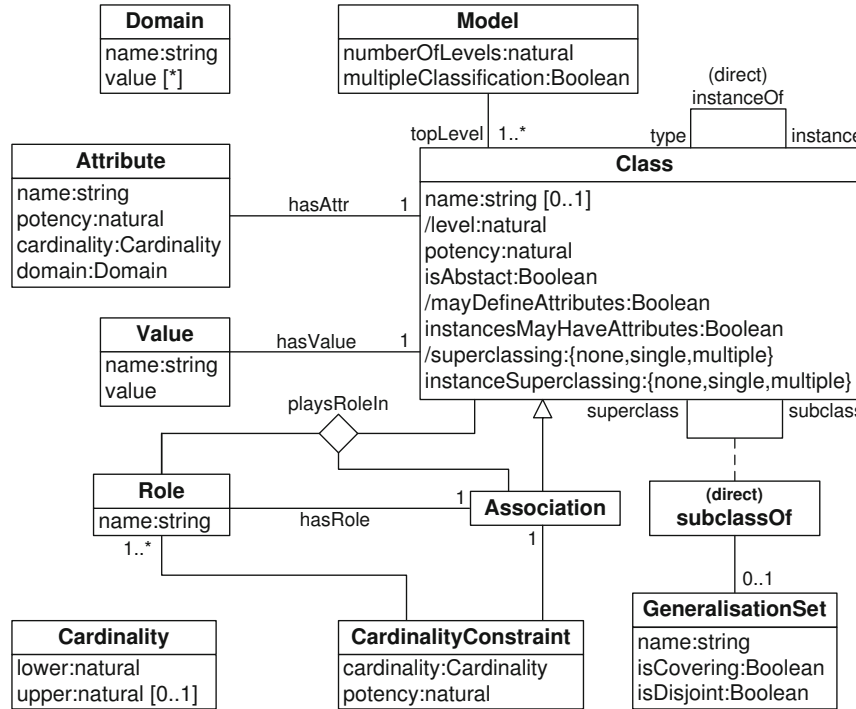 Domain
name:string
value [*]
Model
numberOfLevels:natural
multipleClassification:Boolean
(direct)
instanceOf
type
instance
topLevel
1..*
Attribute
name:string
potency:natural
cardinality:Cardinality
domain:Domain
hasAttr
1
Class
name:string [0..1]
/level:natural
potency:natural
isAbstact:Boolean
/mayDefineAttributes:Boolean
instancesMayHaveAttributes:Boolean
/superclassing:{none,single,multiple}
instanceSuperclassing:{none,single,multiple}
Value
name:string
value
hasValue
1
playsRoleIn
superclass
subclass
Role
name:string
1..*
hasRole
1
Association
1
(direct)
subclassOf
0..1
Cardinality
lower:natural
upper:natural [0..1]
CardinalityConstraint
cardinality:Cardinality
potency:natural
GeneralisationSet
name:string
isCovering:Boolean
isDisjoint:Boolean